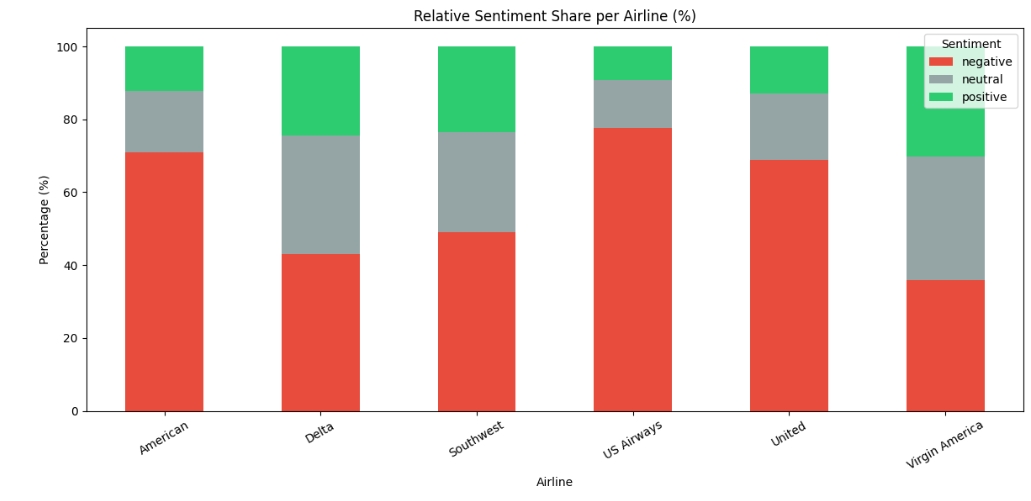 Relative Sentiment Share per Airline (%)
Sentiment
negative
neutral
positive
100
80
60
40
20
0
Percentage (%)
American
Delta
Southwest
US Airways
United
Virgin America
Airline